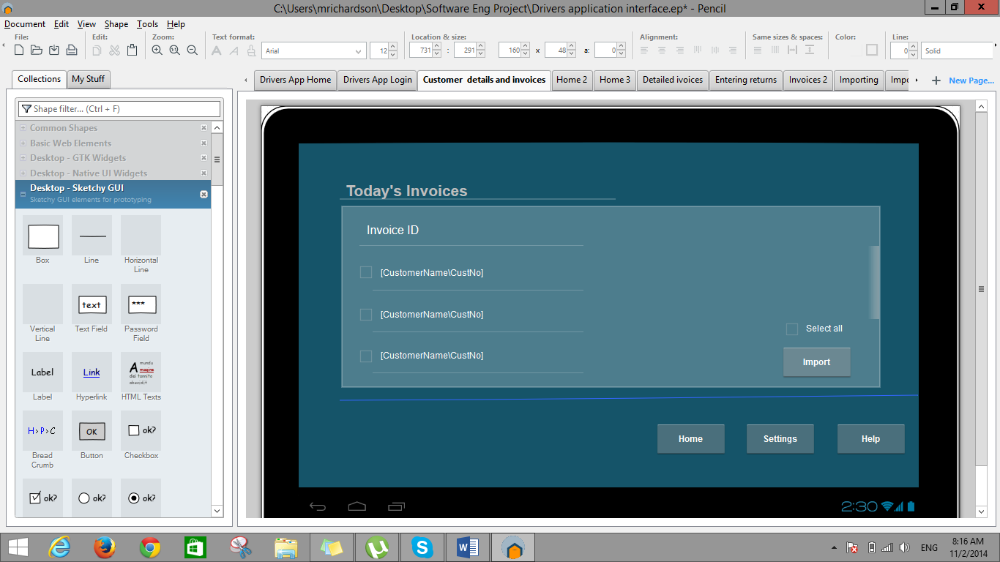 C:\Users\mrichardson\Desktop\Software Eng Project\Drivers application interface.ep* - Pencil
Document Edit View Shape Tools Help
File: Edit: Zoom: Text format: Location & size: Alignment: Same sizes & spaces: Color: Line:
Arial 12 731 : 291 160 x 48 a: 0 0 Solid
Collections My Stuff
Drivers App Home Drivers App Login Customer details and invoices Home 2 Home 3 Detailed ivoices Entering returns Invoices 2 Importing Impo New Page...
Shape filter... (Ctrl + F)
Common Shapes
Basic Web Elements
Desktop - GTK Widgets
Desktop - Native UI Widgets
Desktop - Sketchy GUI
Sketchy GUI elements for prototyping
Box Line Horizontal
Line
text ***
Vertical
Line Text Field Password
Field
Label Link A mundu
magine
dei tannito
abucidit
Label Hyperlink HTML Texts
H>P>C OK ok?
Bread
Crumb Button Checkbox
ok? ok? ok?
Today's Invoices
Invoice ID
[CustomerName\CustNo]
[CustomerName\CustNo]
[CustomerName\CustNo]
Select all
Import
Home Settings Help
2:30
W
ENG
8:16 AM
11/2/2014